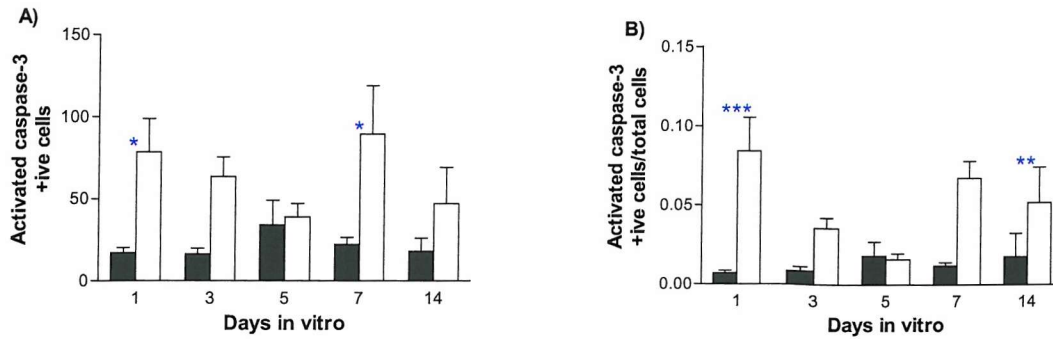 A)
Activated caspase-3
+ive cells
150
100
50
0
*
*
1 3 5 7 14
Days in vitro
B)
Activated caspase-3
+ive cells/total cells
0.15
0.10
0.05
0.00
***
**
1 3 5 7 14
Days in vitro